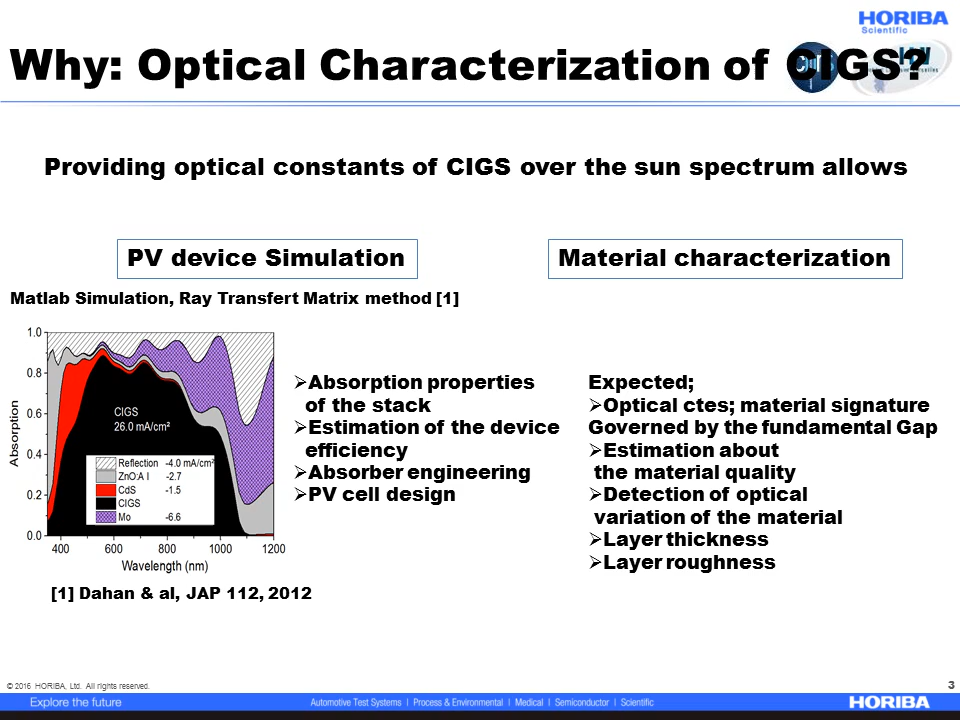 HORIBA
Scientific
Why: Optical Characterization of CIGS?
Providing optical constants of CIGS over the sun spectrum allows
PV device Simulation
Material characterization
Matlab Simulation, Ray Transfert Matrix method [1]
1.0
0.8
0.6
0.4
0.2
0.0
Absorption
CIGS
26.0 mA/cm²
Reflection -4.0 mA/cm²
ZnO:A l -2.7
CdS -1.5
CIGS
Mo -6.6
400 600 800 1000 1200
Wavelength (nm)
[1] Dahan & al, JAP 112, 2012
➢Absorption properties
of the stack
➢Estimation of the device
efficiency
➢Absorber engineering
➢PV cell design
Expected;
➢Optical ctes; material signature
Governed by the fundamental Gap
➢Estimation about
the material quality
➢Detection of optical
variation of the material
➢Layer thickness
➢Layer roughness
© 2016 HORIBA, Ltd. All rights reserved.
3
Explore the future
Automotive Test Systems | Process & Environmental | Medical | Semiconductor | Scientific
HORIBA